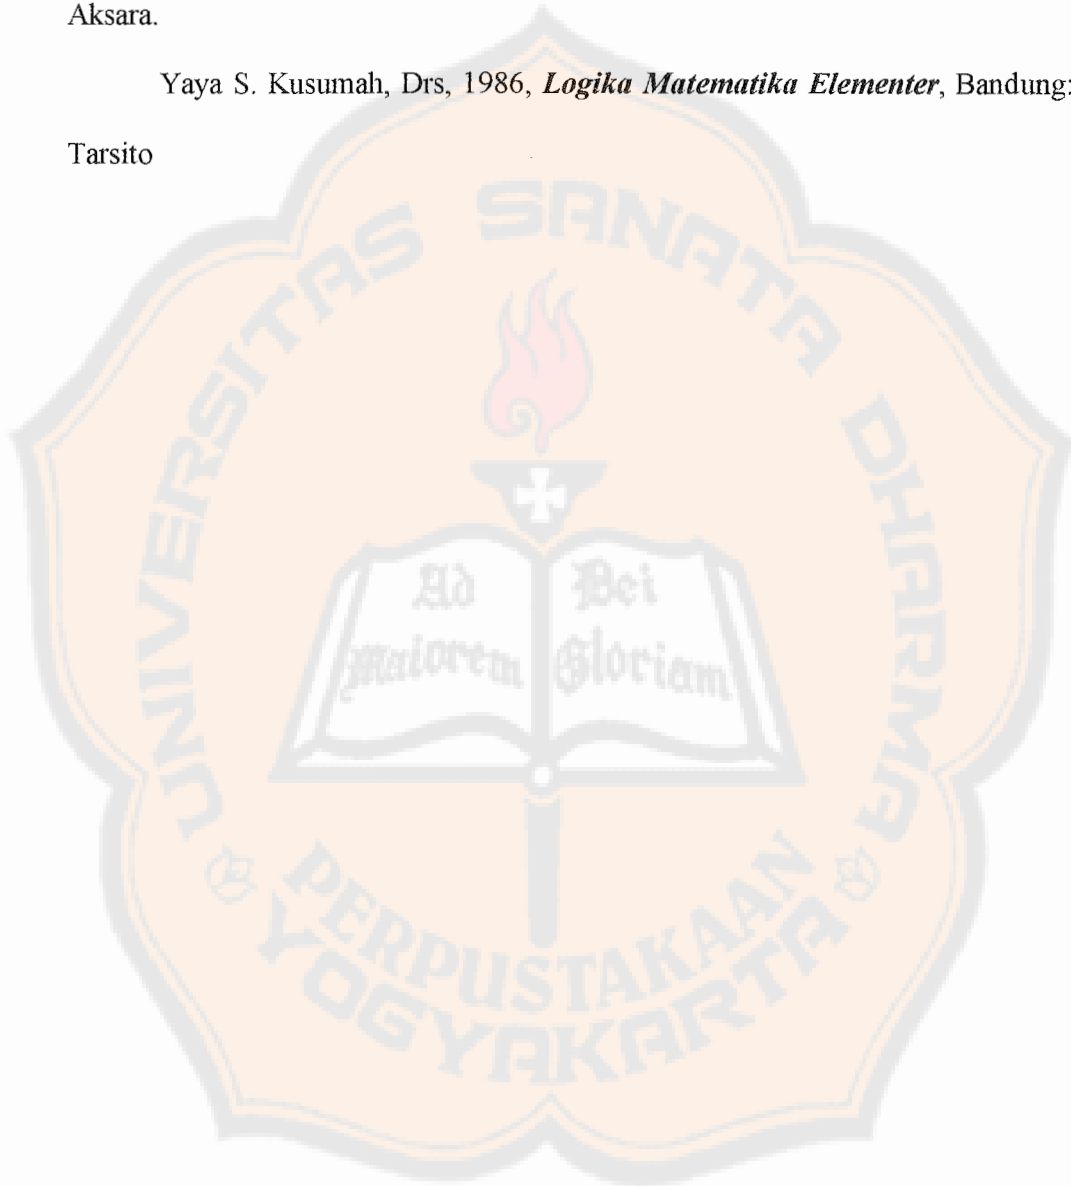 Aksara.
Yaya S. Kusumah, Drs, 1986, Logika Matematika Elementer, Bandung:
Tarsito
UNIVERSITAS SANATA DHARMA
Ad
maiorem
Dei
Gloriam
PERPUSTAKAAN
YOGYAKARTA